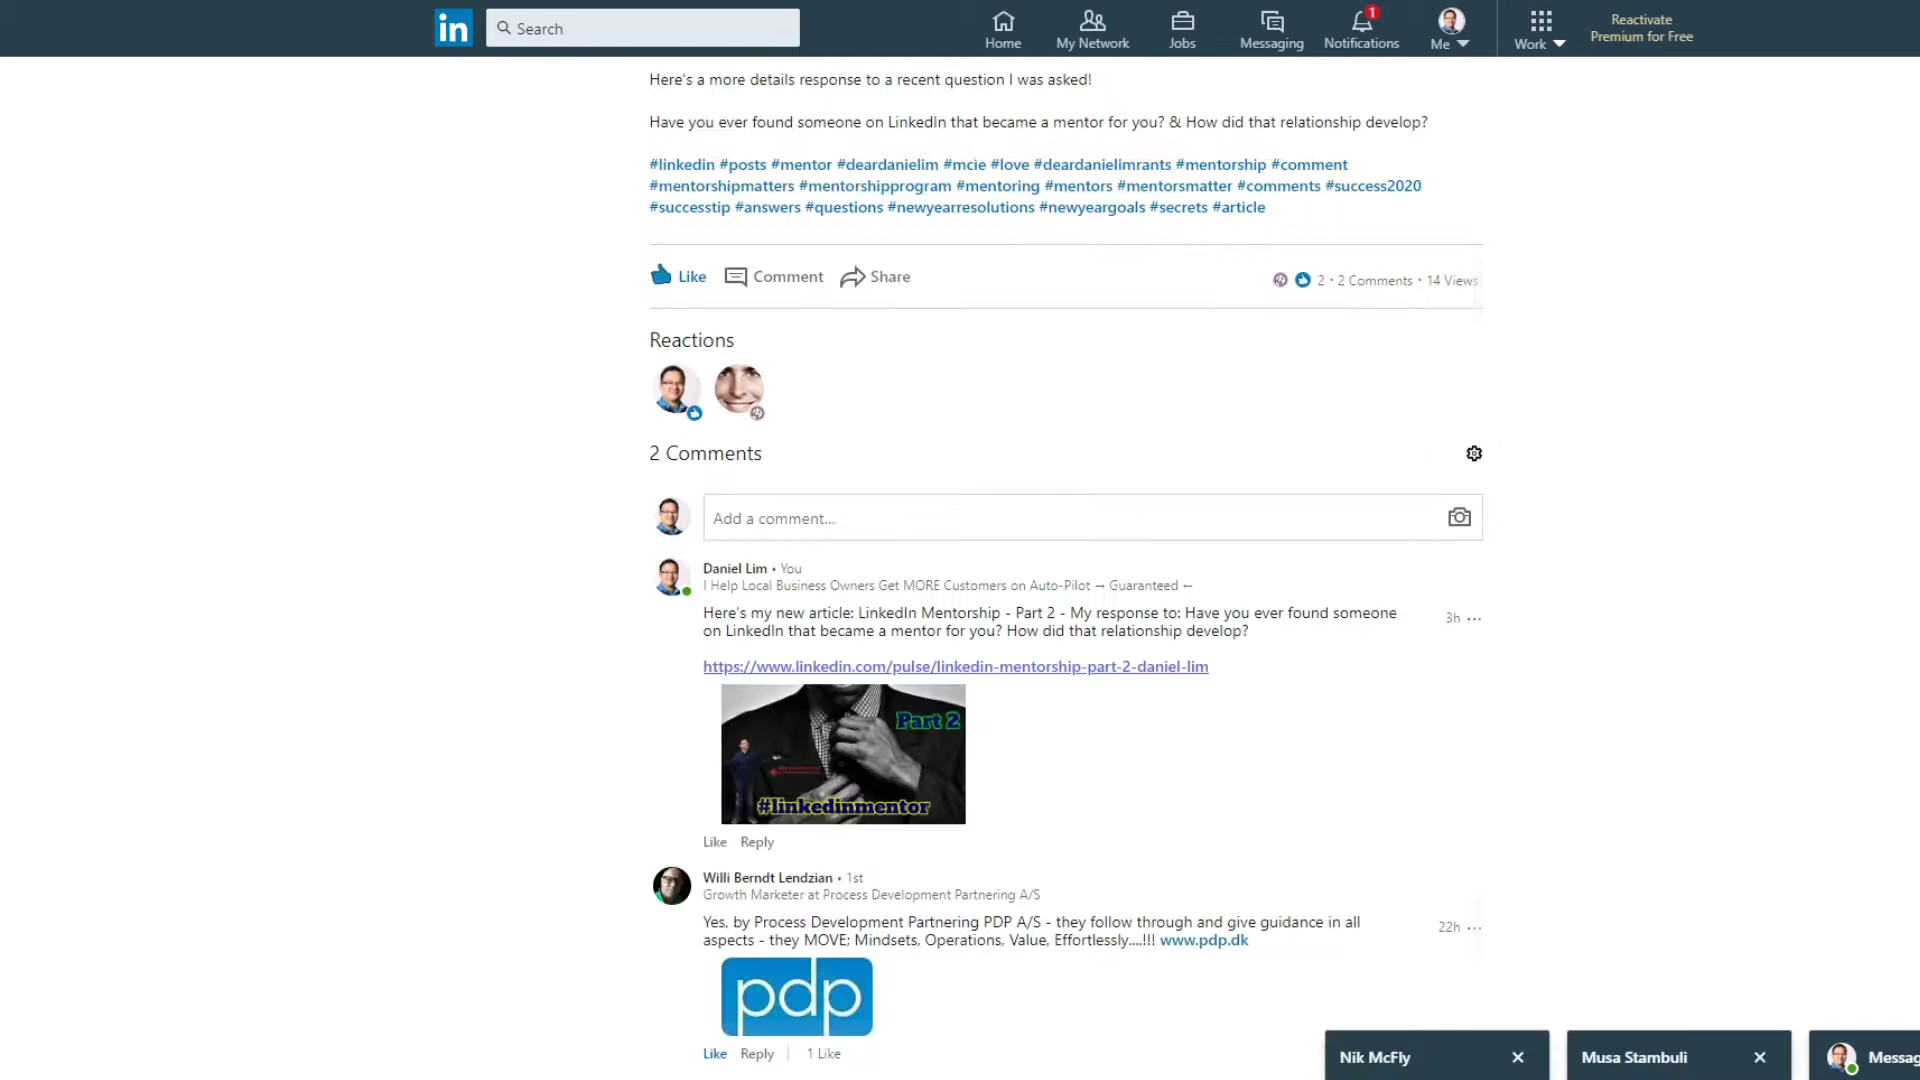 in
Search
Home
My Network
Jobs
Messaging
1
Notifications
Me
Work
Reactivate
Premium for Free
Here's a more details response to a recent question I was asked!
Have you ever found someone on LinkedIn that became a mentor for you? & How did that relationship develop?
#linkedin #posts #mentor #deardanielim #mcie #love #deardanielimrants #mentorship #comment
#mentorshipmatters #mentorshipprogram #mentoring #mentors #mentorsmatter #comments #success2020
#successtip #answers #questions #newyearresolutions #newyeargoals #secrets #article
Like
Comment
Share
2 • 2 Comments • 14 Views
Reactions
2 Comments
Add a comment...
Daniel Lim • You
I Help Local Business Owners Get MORE Customers on Auto-Pilot → Guaranteed ←
Here's my new article: LinkedIn Mentorship - Part 2 - My response to: Have you ever found someone
on LinkedIn that became a mentor for you? How did that relationship develop?
3h
https://www.linkedin.com/pulse/linkedin-mentorship-part-2-daniel-lim
Part 2
#linkedinmentor
Like Reply
Willi Berndt Lendzian • 1st
Growth Marketer at Process Development Partnering A/S
Yes, by Process Development Partnering PDP A/S - they follow through and give guidance in all
aspects - they MOVE; Mindsets, Operations, Value, Effortlessly....!!! www.pdp.dk
22h
pdp
Like Reply 1 Like
Nik McFly
Musa Stambuli
Messag